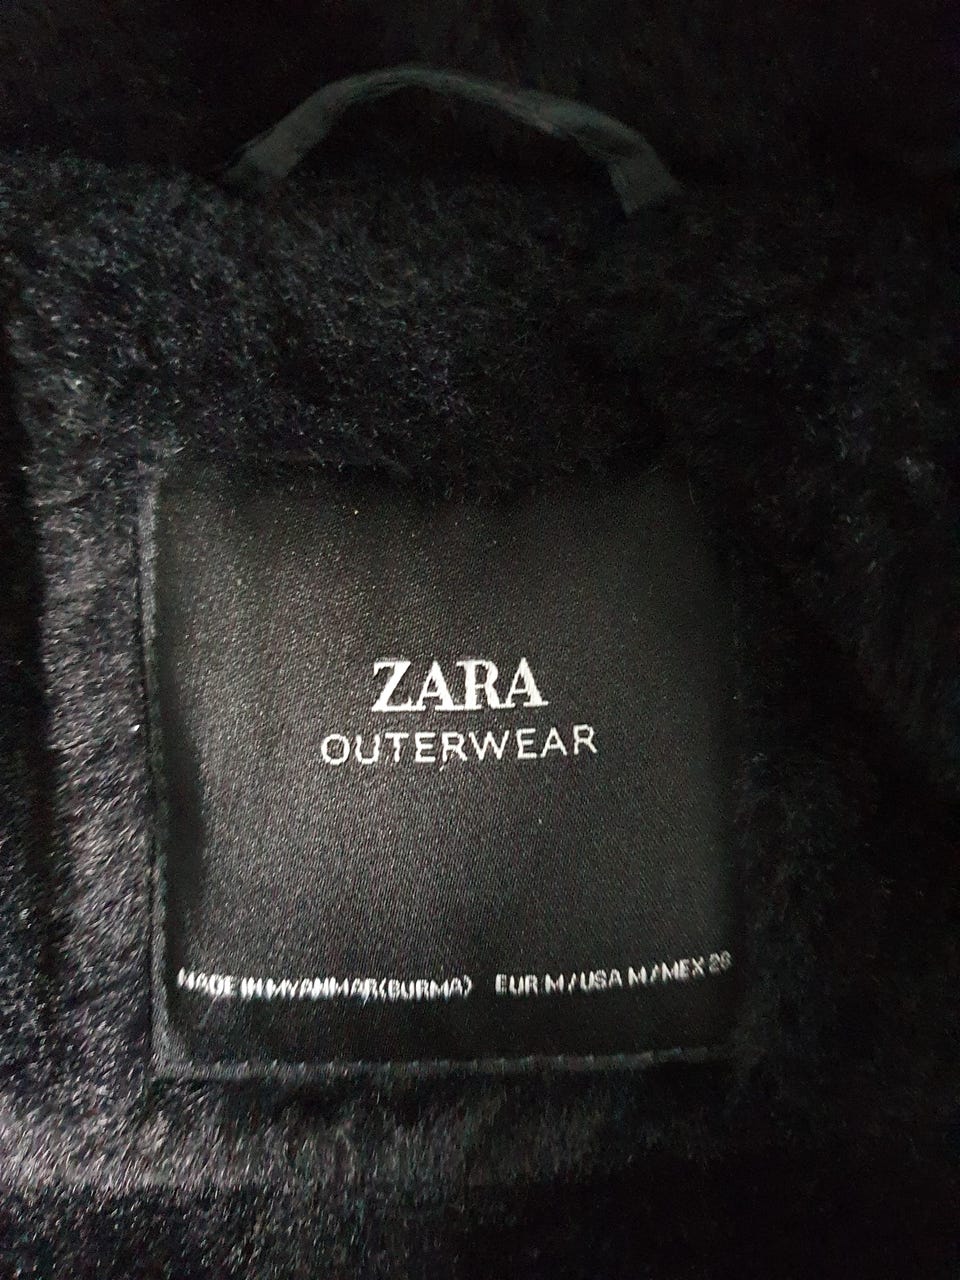 ZARA
OUTERWEAR
MADE IN MYANMAR(BURMA) EUR M / USA M / MEX 28